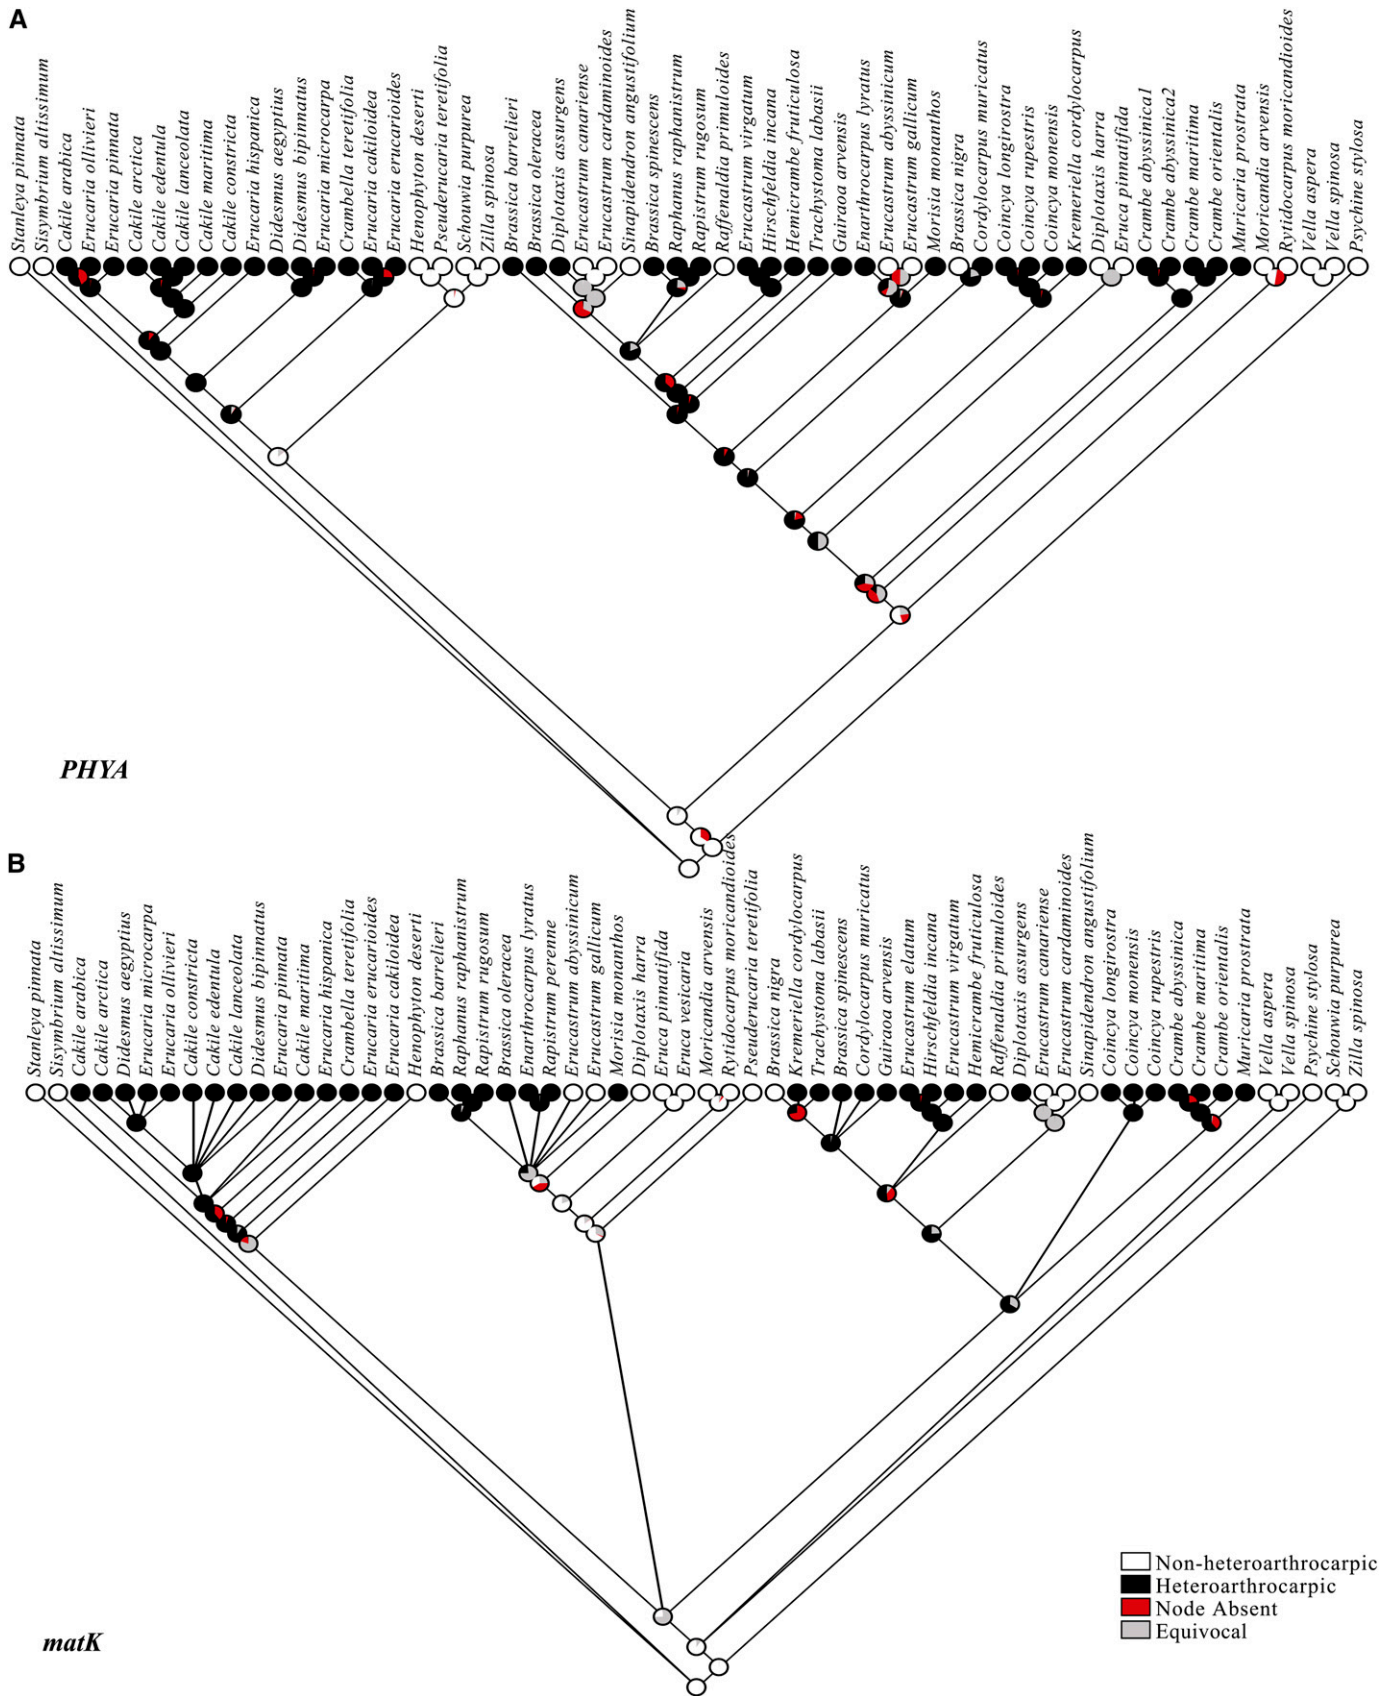 A
Stanleya pinnata
Sisymbrium altissimum
Cakile arabica
Erucaria ollivieri
Erucaria pinnata
Cakile arctica
Cakile edentula
Cakile lanceolata
Cakile maritima
Cakile constricta
Erucaria hispanica
Didesmus aegyptius
Didesmus bipinnatus
Erucaria microcarpa
Crambella teretifolia
Erucaria cakiloidea
Erucaria erucarioides
Henophyton deserti
Pseuderucaria teretifolia
Schouwia purpurea
Zilla spinosa
Brassica barrelieri
Brassica oleracea
Diplotaxis assurgens
Erucastrum canariense
Erucastrum cardaminoides
Sinapidendron angustifolium
Brassica spinescens
Raphanus raphanistrum
Rapistrum rugosum
Raffenaldia primuloides
Erucastrum virgatum
Hirschfeldia incana
Hemicrambe fruticulosa
Trachystoma labasii
Guiraoa arvensis
Enarthrocarpus lyratus
Erucastrum abyssinicum
Erucastrum gallicum
Morisia monanthos
Brassica nigra
Cordylocarpus muricatus
Coincya longirostra
Coincya rupestris
Coincya monensis
Kremeriella cordylocarpus
Diplotaxis harra
Eruca pinnatifida
Crambe abyssinica1
Crambe abyssinica2
Crambe maritima
Crambe orientalis
Muricaria prostrata
Moricandia arvensis
Rytidocarpus moricandioides
Vella aspera
Vella spinosa
Psychine stylosa
PHYA
B
Stanleya pinnata
Sisymbrium altissimum
Cakile arabica
Cakile arctica
Didesmus aegyptius
Erucaria microcarpa
Erucaria ollivieri
Cakile constricta
Cakile edentula
Cakile lanceolata
Didesmus bipinnatus
Erucaria pinnata
Cakile maritima
Erucaria hispanica
Crambella teretifolia
Erucaria erucarioides
Erucaria cakiloidea
Henophyton deserti
Brassica barrelieri
Raphanus raphanistrum
Rapistrum rugosum
Brassica oleracea
Enarthrocarpus lyratus
Rapistrum perenne
Erucastrum abyssinicum
Erucastrum gallicum
Morisia monanthos
Diplotaxis harra
Eruca pinnatifida
Eruca vesicaria
Moricandia arvensis
Rytidocarpus moricandioides
Pseuderucaria teretifolia
Brassica nigra
Kremeriella cordylocarpus
Trachystoma labasii
Brassica spinescens
Cordylocarpus muricatus
Guiraoa arvensis
Erucastrum elatum
Hirschfeldia incana
Erucastrum virgatum
Hemicrambe fruticulosa
Raffenaldia primuloides
Diplotaxis assurgens
Erucastrum canariense
Erucastrum cardaminoides
Sinapidendron angustifolium
Coincya longirostra
Coincya monensis
Coincya rupestris
Crambe abyssinica
Crambe maritima
Crambe orientalis
Muricaria prostrata
Vella aspera
Vella spinosa
Psychine stylosa
Schouwia purpurea
Zilla spinosa
Non-heteroarthrocarpic
Heteroarthrocarpic
Node Absent
Equivocal
matK